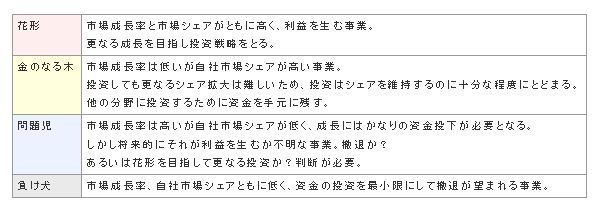 花形
市場成長率と市場シェアがともに高く、利益を生む事業。
更なる成長を目指し投資戦略をとる。
金のなる木
市場成長率は低いが自社市場シェアが高い事業。
投資しても更なるシェア拡大は難しいため、投資はシェアを維持するのに十分な程度にとどまる。
他の分野に投資するために資金を手元に残す。
問題児
市場成長率は高いが自社市場シェアが低く、成長にはかなりの資金投下が必要となる。
しかし将来的にそれが利益を生むか不明な事業。撤退か？
あるいは花形を目指して更なる投資か？判断が必要。
負け犬
市場成長率、自社市場シェアともに低く、資金の投資を最小限にして撤退が望まれる事業。